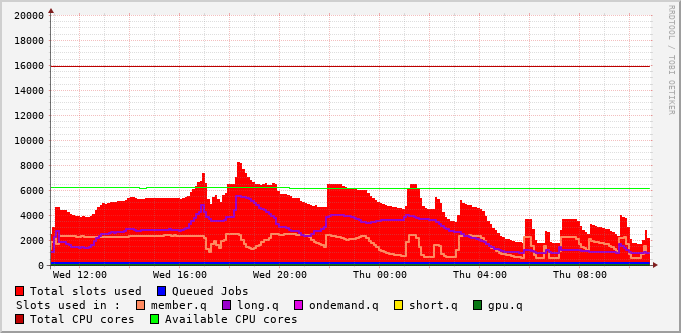 RRDTOOL / TOBI OETIKER
20000
18000
16000
14000
12000
10000
8000
6000
4000
2000
0
Wed 12:00 Wed 16:00 Wed 20:00 Thu 00:00 Thu 04:00 Thu 08:00
Total slots used Queued Jobs
Slots used in : member.q long.q ondemand.q short.q gpu.q
Total CPU cores Available CPU cores